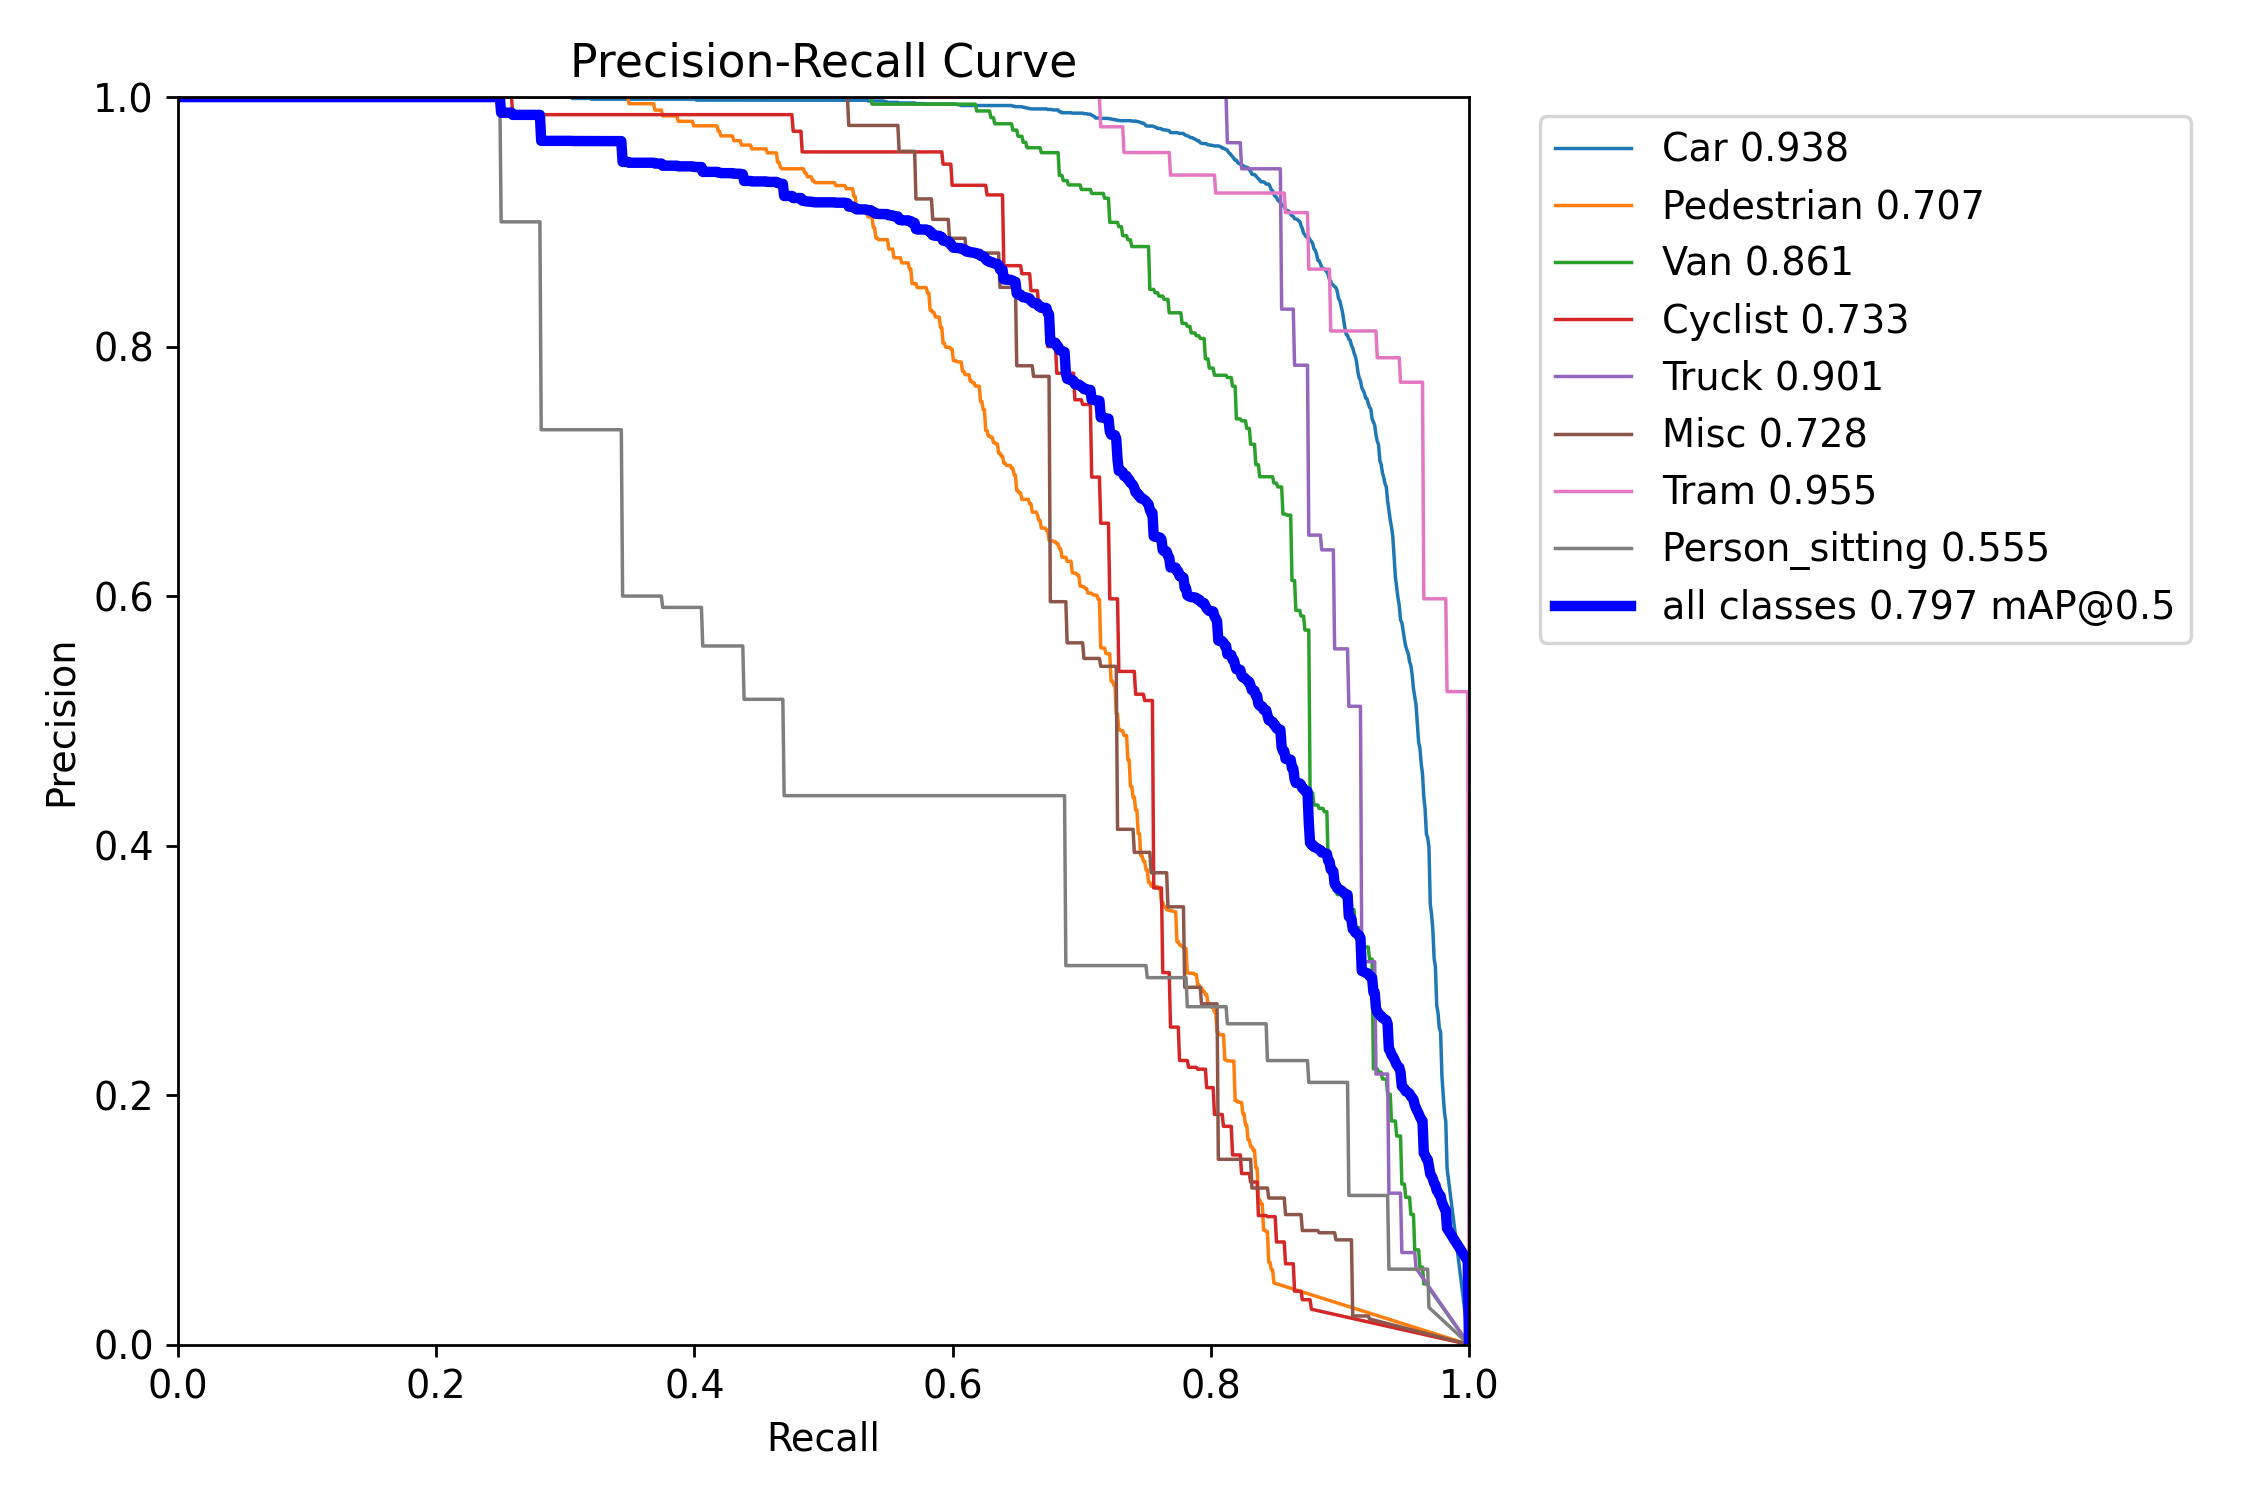 Precision-Recall Curve
1.0
0.8
0.6
0.4
0.2
0.0
Precision
0.0 0.2 0.4 0.6 0.8 1.0
Recall
Car 0.938
Pedestrian 0.707
Van 0.861
Cyclist 0.733
Truck 0.901
Misc 0.728
Tram 0.955
Person_sitting 0.555
all classes 0.797 mAP@0.5